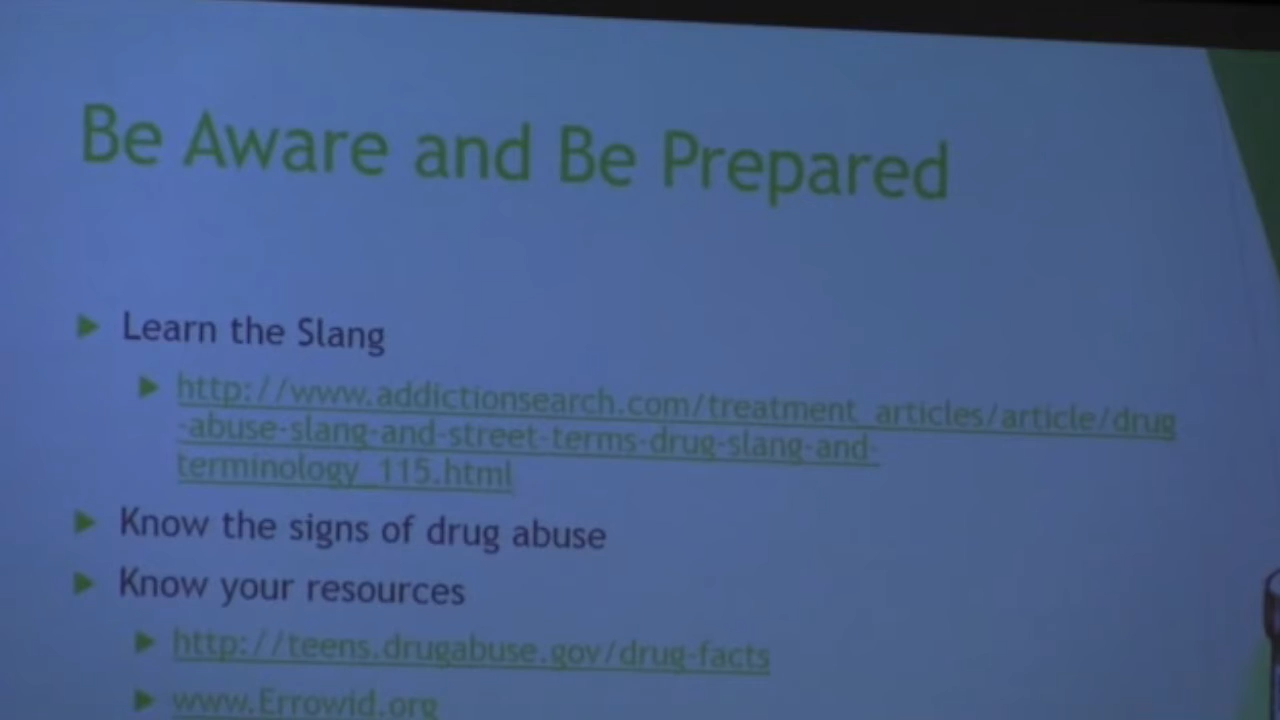 Be Aware and Be Prepared
Learn the Slang
http://www.addictionsearch.com/treatment_articles/article/drug
-abuse-slang-and-street-terms-drug-slang-and-
terminology_115.html
Know the signs of drug abuse
Know your resources
http://teens.drugabuse.gov/drug-facts
www.Errowid.org